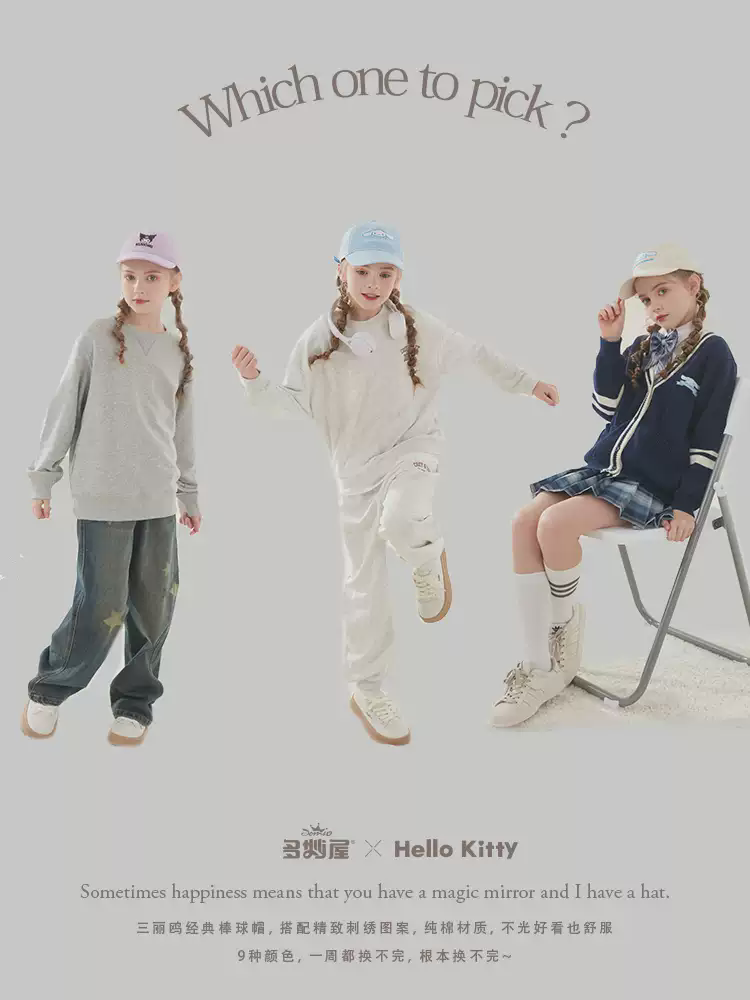 Which one to pick?
KUROMI
Domio
多妙屋® × Hello Kitty
Sometimes happiness means that you have a magic mirror and I have a hat.
三丽鸥经典棒球帽, 搭配精致刺绣图案, 纯棉材质, 不光好看也舒服
9种颜色, 一周都换不完, 根本换不完~